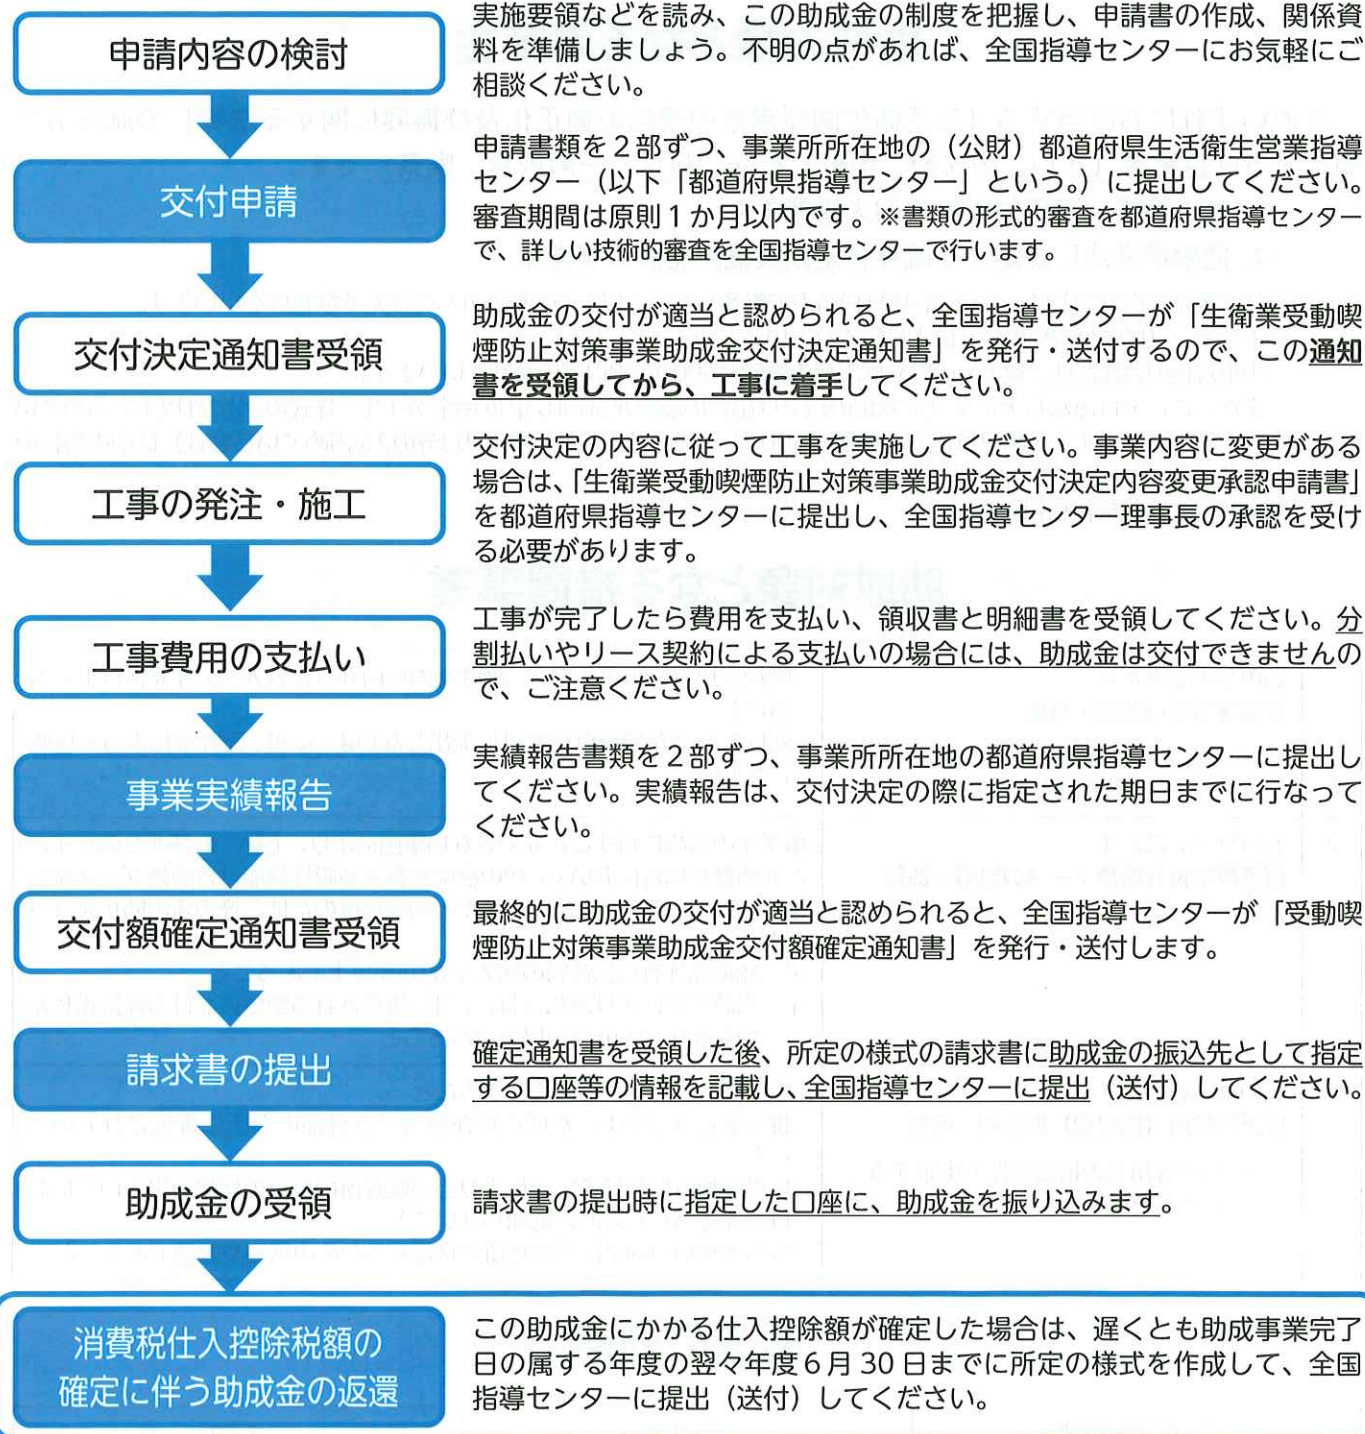 申請内容の検討
実施要領などを読み、この助成金の制度を把握し、申請書の作成、関係資
料を準備しましょう。不明の点があれば、全国指導センターにお気軽にご
相談ください。
交付申請
申請書類を２部ずつ、事業所所在地の（公財）都道府県生活衛生営業指導
センター（以下「都道府県指導センター」という。）に提出してください。
審査期間は原則１か月以内です。※書類の形式的審査を都道府県指導センター
で、詳しい技術的審査を全国指導センターで行います。
交付決定通知書受領
助成金の交付が適当と認められると、全国指導センターが「生衛業受動喫
煙防止対策事業助成金交付決定通知書」を発行・送付するので、この通知
書を受領してから、工事に着手してください。
工事の発注・施工
交付決定の内容に従って工事を実施してください。事業内容に変更がある
場合は、「生衛業受動喫煙防止対策事業助成金交付決定内容変更承認申請書」
を都道府県指導センターに提出し、全国指導センター理事長の承認を受け
る必要があります。
工事費用の支払い
工事が完了したら費用を支払い、領収書と明細書を受領してください。分
割払いやリース契約による支払いの場合には、助成金は交付できませんの
で、ご注意ください。
事業実績報告
実績報告書類を２部ずつ、事業所所在地の都道府県指導センターに提出し
てください。実績報告は、交付決定の際に指定された期日までに行なって
ください。
交付額確定通知書受領
最終的に助成金の交付が適当と認められると、全国指導センターが「受動喫
煙防止対策事業助成金交付額確定通知書」を発行・送付します。
請求書の提出
確定通知書を受領した後、所定の様式の請求書に助成金の振込先として指定
する口座等の情報を記載し、全国指導センターに提出（送付）してください。
助成金の受領
請求書の提出時に指定した口座に、助成金を振り込みます。
消費税仕入控除税額の
確定に伴う助成金の返還
この助成金にかかる仕入控除額が確定した場合は、遅くとも助成事業完了
日の属する年度の翌々年度６月 30 日までに所定の様式を作成して、全国
指導センターに提出（送付）してください。